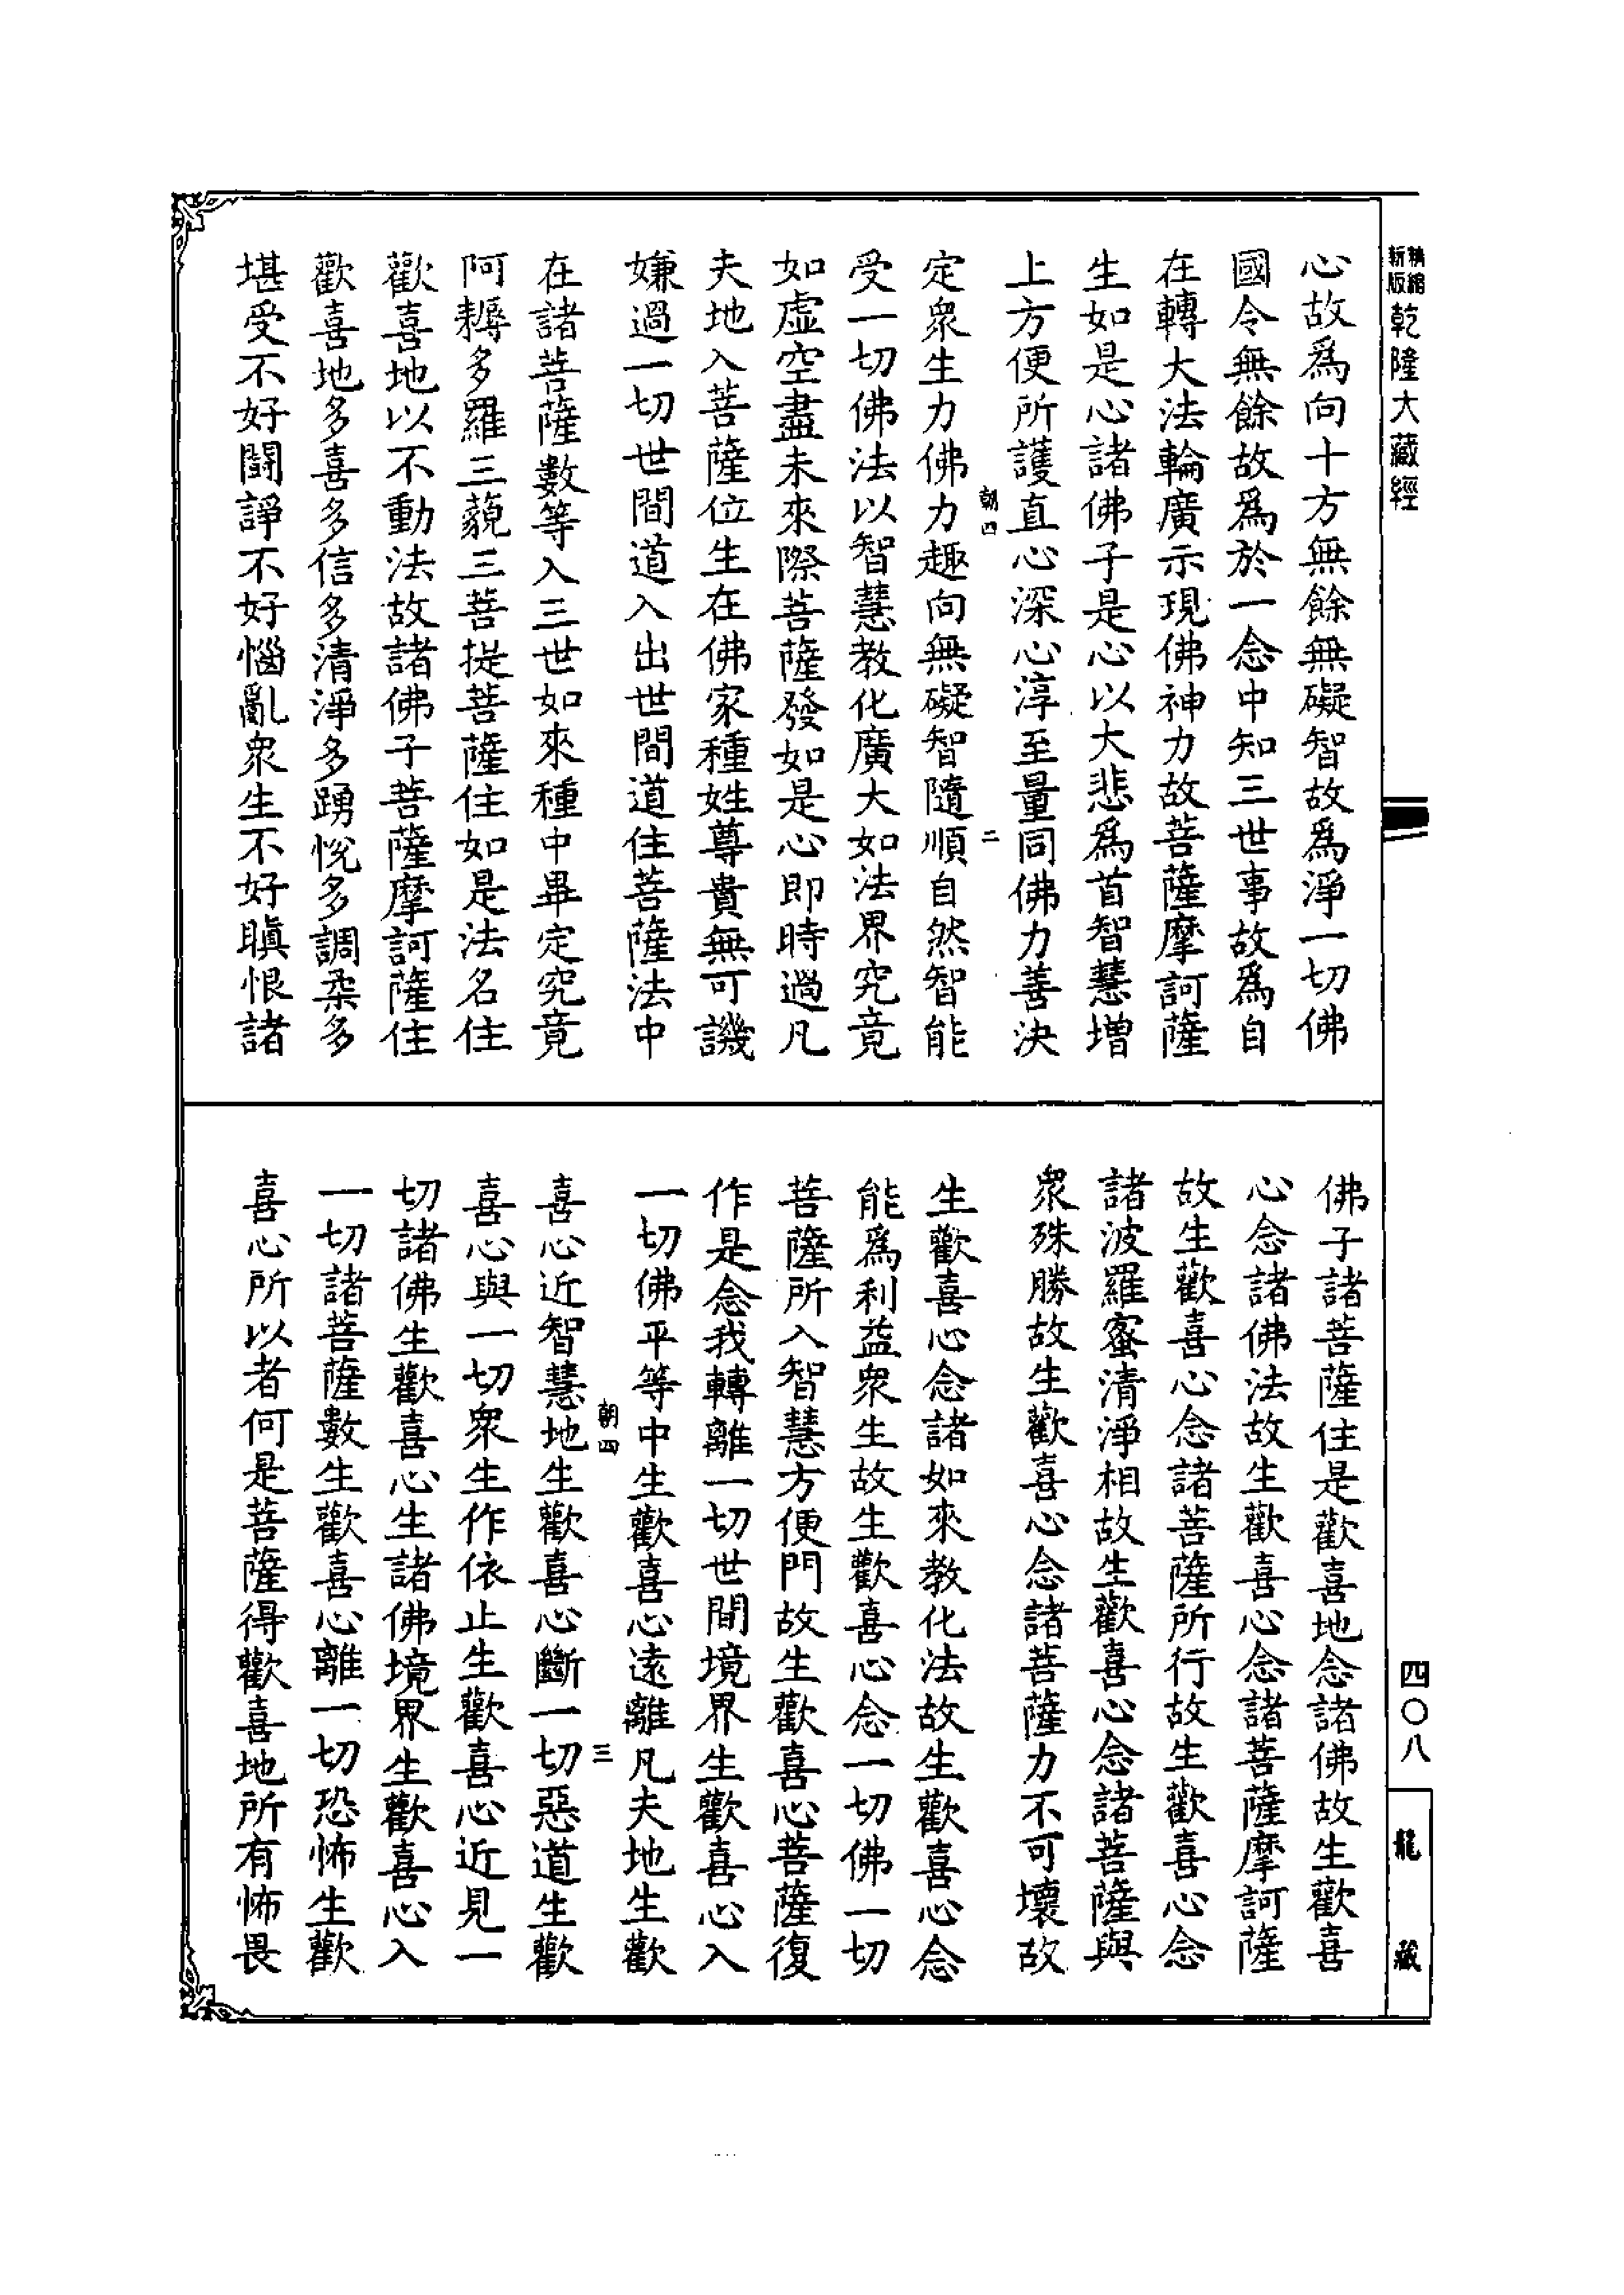 精縮新版乾隆大藏經
心故爲向十方無餘無礙智故爲淨一切佛
國令無餘故爲於一念中知三世事故爲自
在轉大法輪廣示現佛神力故菩薩摩訶薩
生如是心諸佛子是心以大悲爲首智慧增
上方便所護直心深心淳至量同佛力善決
朝四 二
定衆生力佛力趣向無礙智隨順自然智能
受一切佛法以智慧教化廣大如法界究竟
如虛空盡未來際菩薩發如是心即時過凡
夫地入菩薩位生在佛家種姓尊貴無可譏
嫌過一切世間道入出世間道住菩薩法中
在諸菩薩數等入三世如來種中畢定究竟
阿耨多羅三藐三菩提菩薩住如是法名住
歡喜地以不動法故諸佛子菩薩摩訶薩住
歡喜地多喜多信多清淨多踴悅多調柔多
堪受不好鬪諍不好惱亂衆生不好瞋恨諸
佛子諸菩薩住是歡喜地念諸佛故生歡喜
心念諸佛法故生歡喜心念諸菩薩摩訶薩
故生歡喜心念諸菩薩所行故生歡喜心念
諸波羅蜜清淨相故生歡喜心念諸菩薩與
衆殊勝故生歡喜心念諸菩薩力不可壞故
生歡喜心念諸如來教化法故生歡喜心念
能爲利益衆生故生歡喜心念一切佛一切
菩薩所入智慧方便門故生歡喜心菩薩復
作是念我轉離一切世間境界生歡喜心入
一切佛平等中生歡喜心遠離凡夫地生歡
朝四 三
喜心近智慧地生歡喜心斷一切惡道生歡
喜心與一切衆生作依止生歡喜心近見一
切諸佛生歡喜心生諸佛境界生歡喜心入
一切諸菩薩數生歡喜心離一切恐怖生歡
喜心所以者何是菩薩得歡喜地所有怖畏
四〇八
龍藏